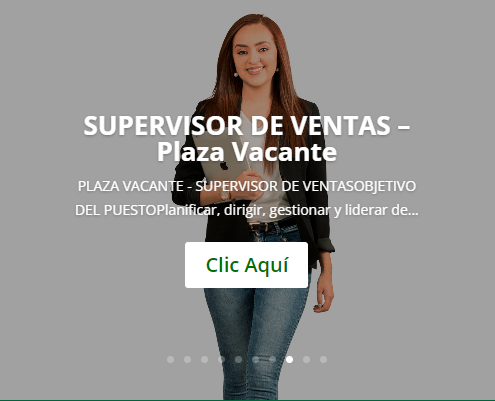 SUPERVISOR DE VENTAS –
Plaza Vacante
PLAZA VACANTE - SUPERVISOR DE VENTASOBJETIVO
DEL PUESTOPlanificar, dirigir, gestionar y liderar de...
Clic Aquí